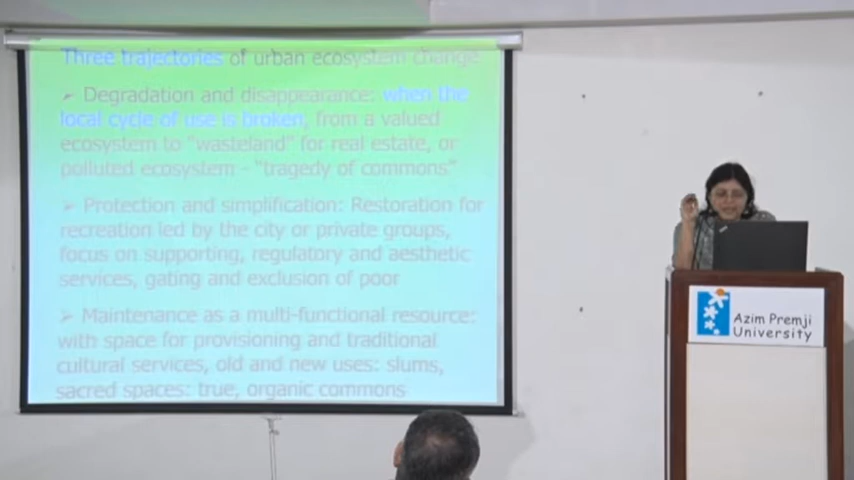 Three trajectories of urban ecosystem change
➢ Degradation and disappearance: when the
local cycle of use is broken, from a valued
ecosystem to "wasteland" for real estate, or
polluted ecosystem - "tragedy of commons"
➢ Protection and simplification: Restoration for
recreation led by the city or private groups,
focus on supporting, regulatory and aesthetic
services, gating and exclusion of poor
➢ Maintenance as a multi-functional resource:
with space for provisioning and traditional
cultural services, old and new uses: slums,
sacred spaces: true, organic commons
Azim Premji
University